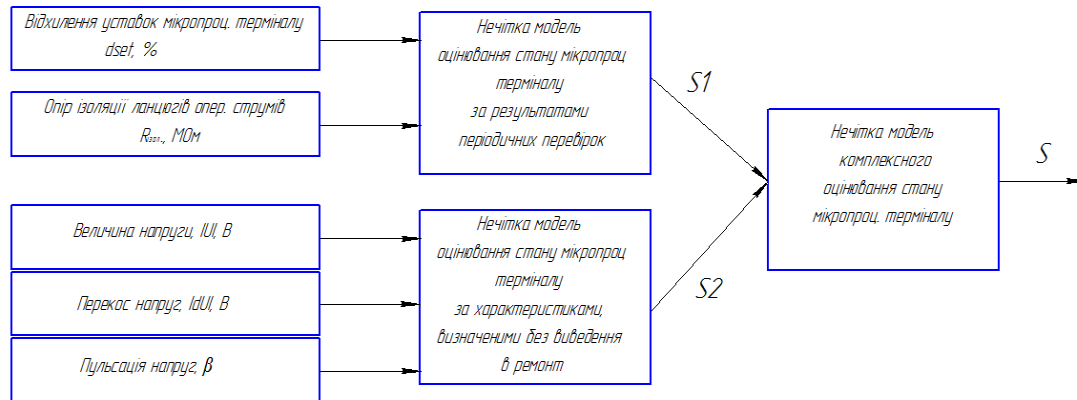 Відхилення уставок мікропроц. терміналу
dset, %
Опір ізоляції ланцюгів опер. струмів
Rізол., МОм
Нечітка модель
оцінювання стану мікропроц
терміналу
за результатами
періодичних перевірок
S1
Нечітка модель
комплексного
оцінювання стану
мікропроц. терміналу
S
Величина напруги, |U|, В
Перекос напруг, |dU|, В
Пульсація напруг, β
Нечітка модель
оцінювання стану мікропроц
терміналу
за характеристиками,
визначеними без виведення
в ремонт
S2